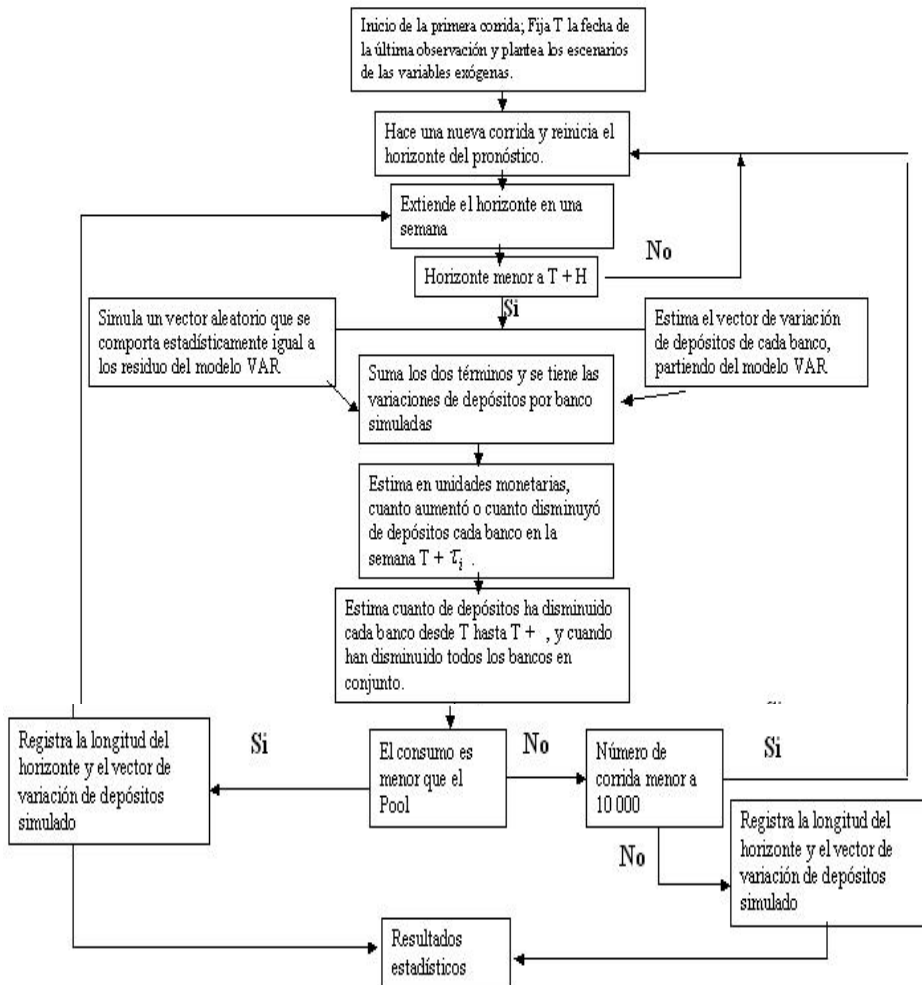 Inicio de la primera corrida; Fija T la fecha de
la última observación y plantea los escenarios
de las variables exógenas.
Hace una nueva corrida y reinicia el
horizonte del pronóstico.
Extiende el horizonte en una
semana
No
Horizonte menor a T + H
Si
Simula un vector aleatorio que se
comporta estadísticamente igual a
los residuo del modelo VAR
Estima el vector de variación
de depósitos de cada banco,
partiendo del modelo VAR
Suma los dos términos y se tiene las
variaciones de depósitos por banco
simuladas
Estima en unidades monetarias,
cuanto aumentó o cuanto disminuyó
de depósitos cada banco en la
semana T + τi .
Estima cuanto de depósitos ha disminuido
cada banco desde T hasta T + , y cuando
han disminuido todos los bancos en
conjunto.
Registra la longitud del
horizonte y el vector de
variación de depósitos
simulado
Si
El consumo es
menor que el
Pool
No
Número de
corrida menor a
10 000
Si
No
Registra la longitud del
horizonte y el vector de
variación de depósitos
simulado
Resultados
estadísticos